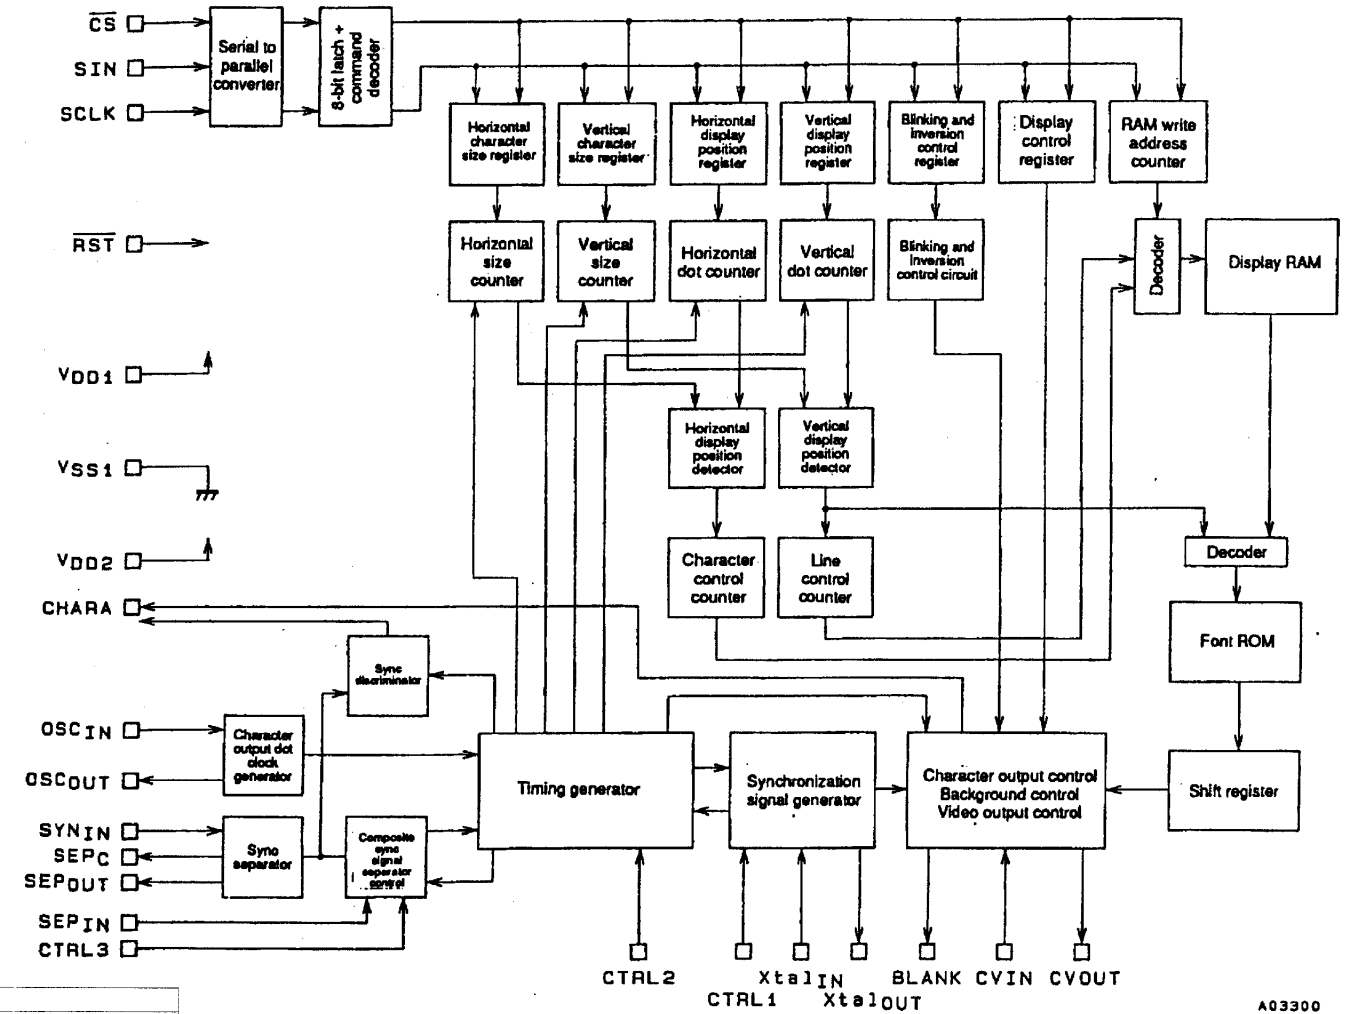 CS
SIN
SCLK
Serial to
parallel
converter
8-bit latch +
command
decoder
Horizontal
character
size register
Vertical
character
size register
Horizontal
display
position
register
Vertical
display
position
register
Blinking and
Inversion
control
register
Display
control
register
RAM write
address
counter
RST
Horizontal
size
counter
Vertical
size
counter
Horizontal
dot counter
Vertical
dot counter
Blinking and
Inversion
control circuit
Decoder
Display RAM
VDD1
VSS1
VDD2
Horizontal
display
position
detector
Vertical
display
position
detector
Character
control
counter
Line
control
counter
Decoder
Font ROM
CHARA
Sync
discriminator
OSCIN
OSCOUT
Character
output dot
clock
generator
Timing generator
Synchronization
signal generator
Character output control
Background control
Video output control
Shift register
SYNIN
SEPC
SEPOUT
SEPIN
CTRL3
Sync
separator
Composite
sync
signal
seperator
control
CTRL2
CTRL1
XtalIN
XtalOUT
BLANK
CVIN
CVOUT
A03300